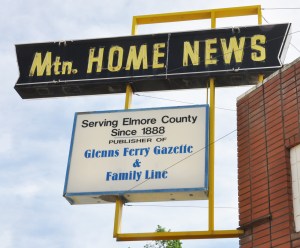 Mtn. HOME NEWS
Serving Elmore County
Since 1888
PUBLISHER OF
Glenns Ferry Gazette
&
Family Line